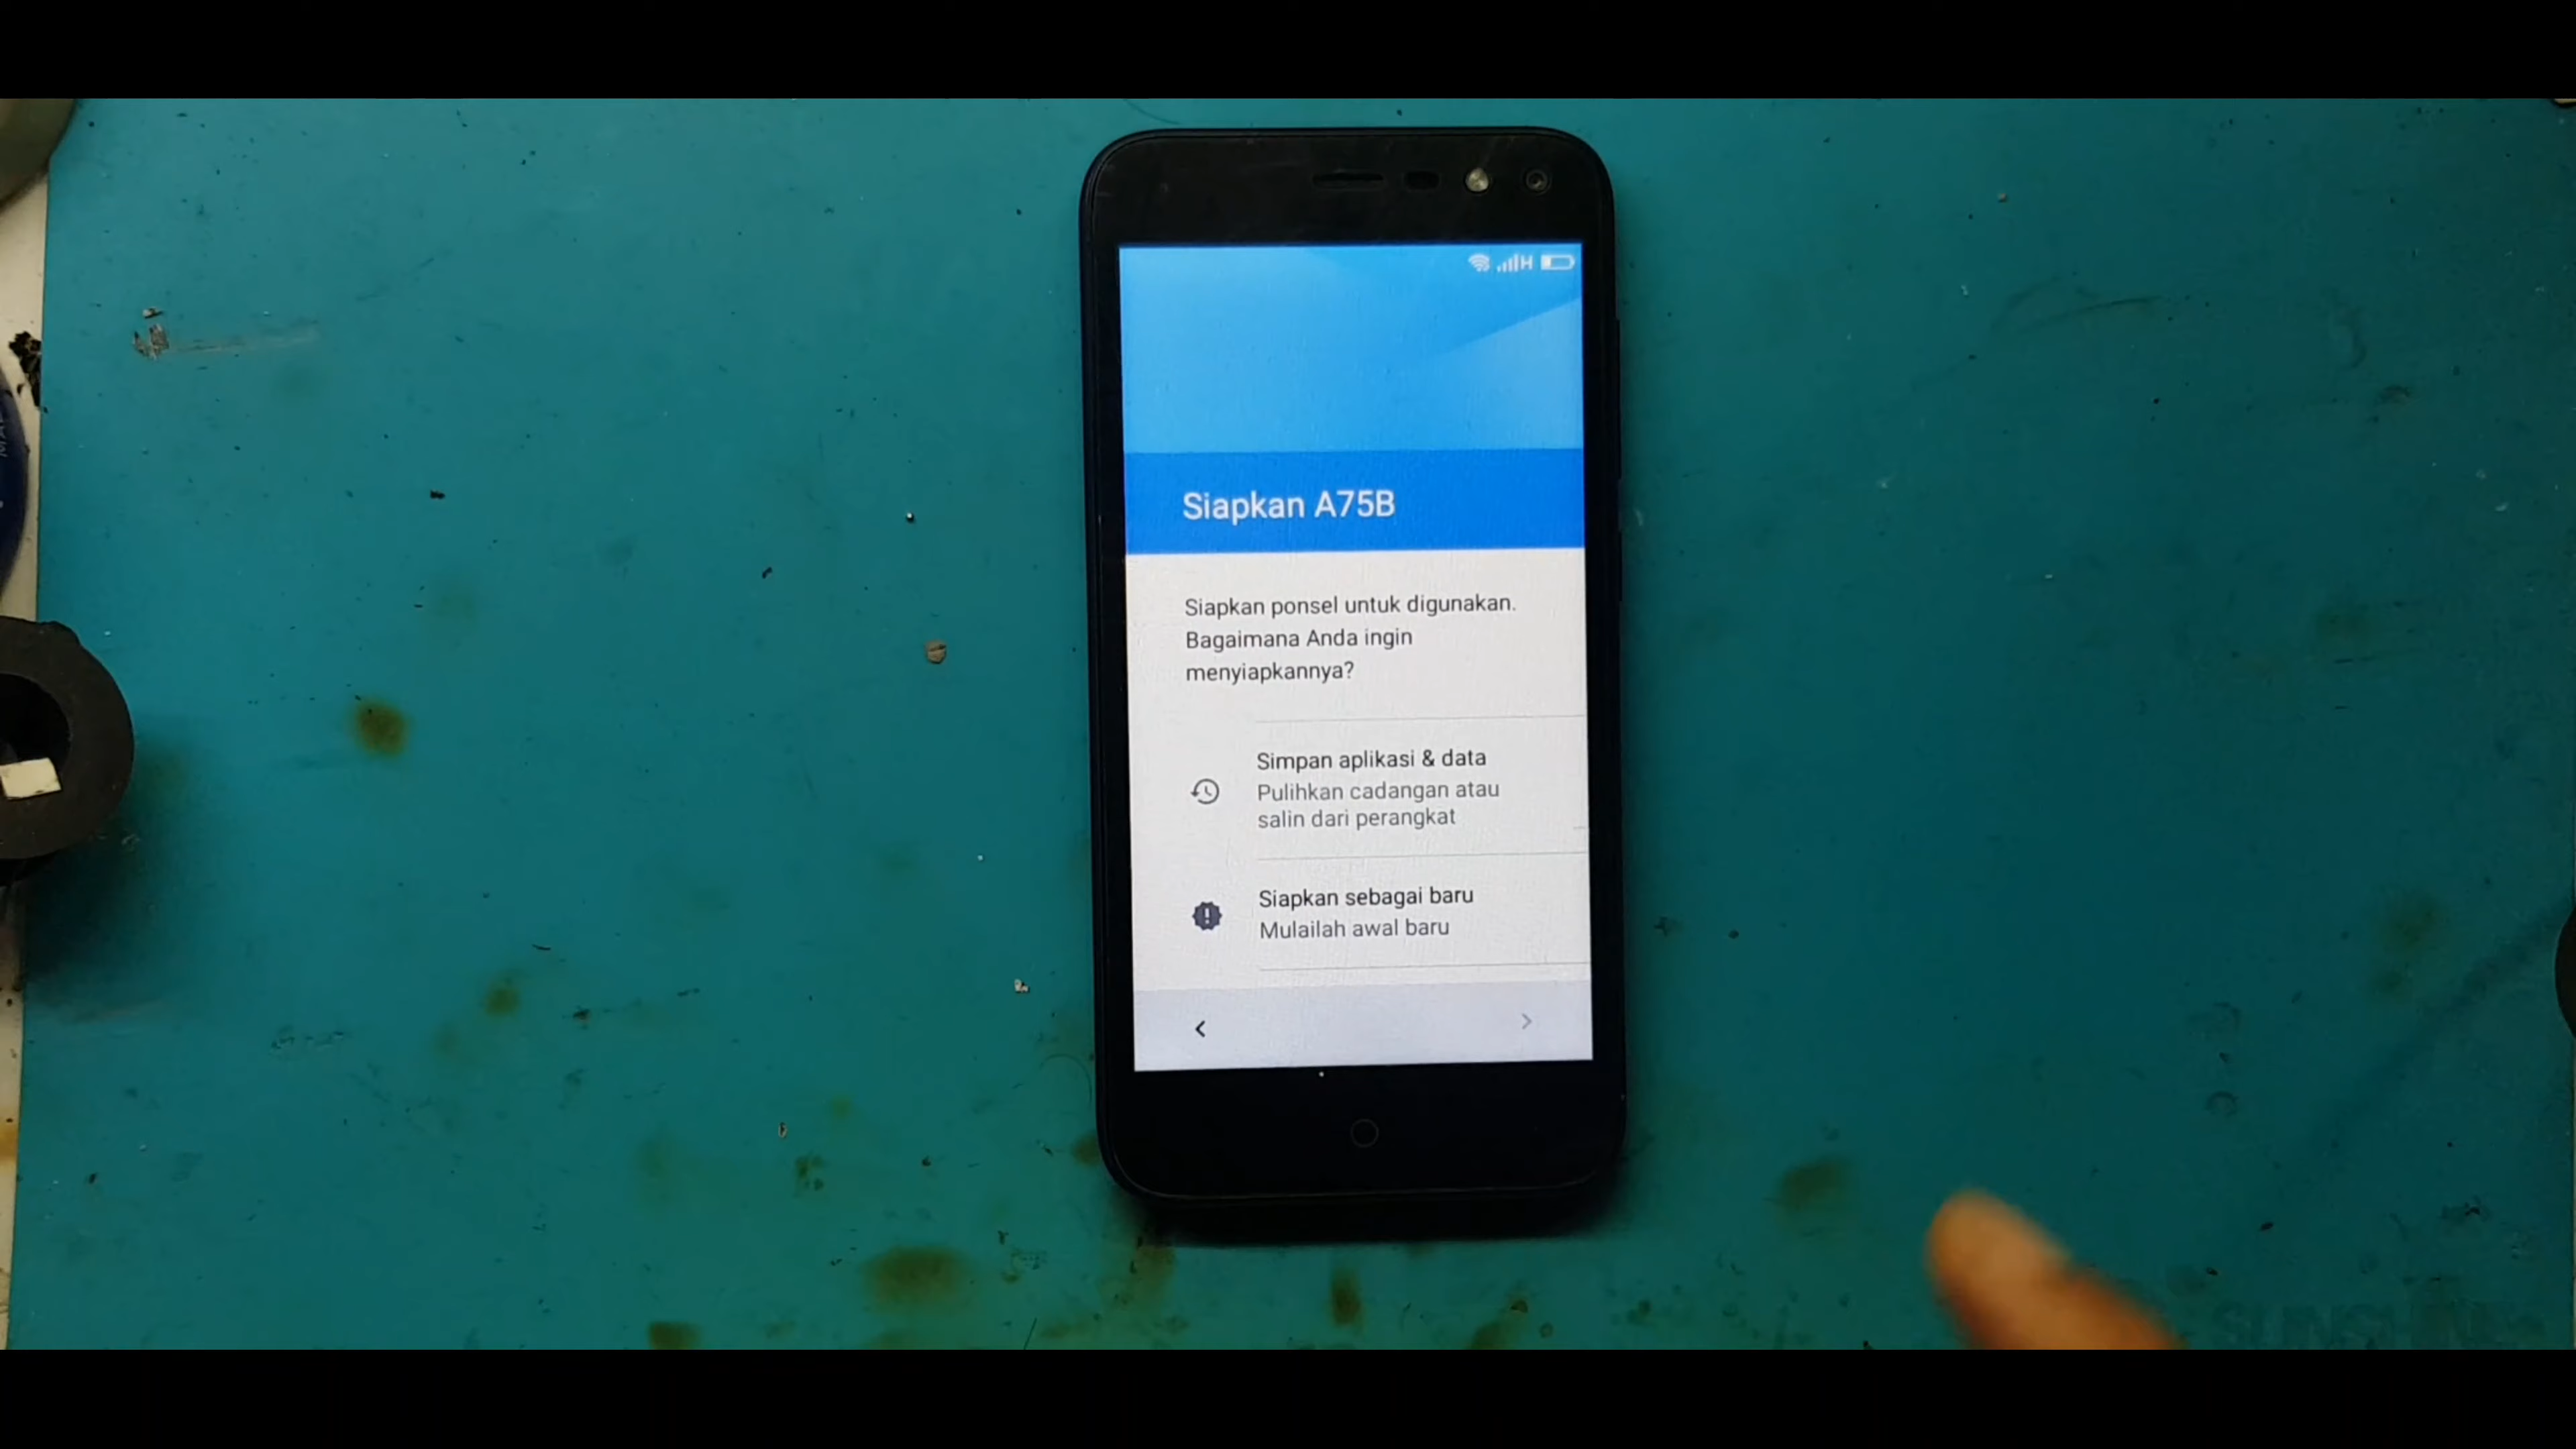 H
Siapkan A75B
Siapkan ponsel untuk digunakan.
Bagaimana Anda ingin
menyiapkannya?
Simpan aplikasi & data
Pulihkan cadangan atau
salin dari perangkat
Siapkan sebagai baru
Mulailah awal baru